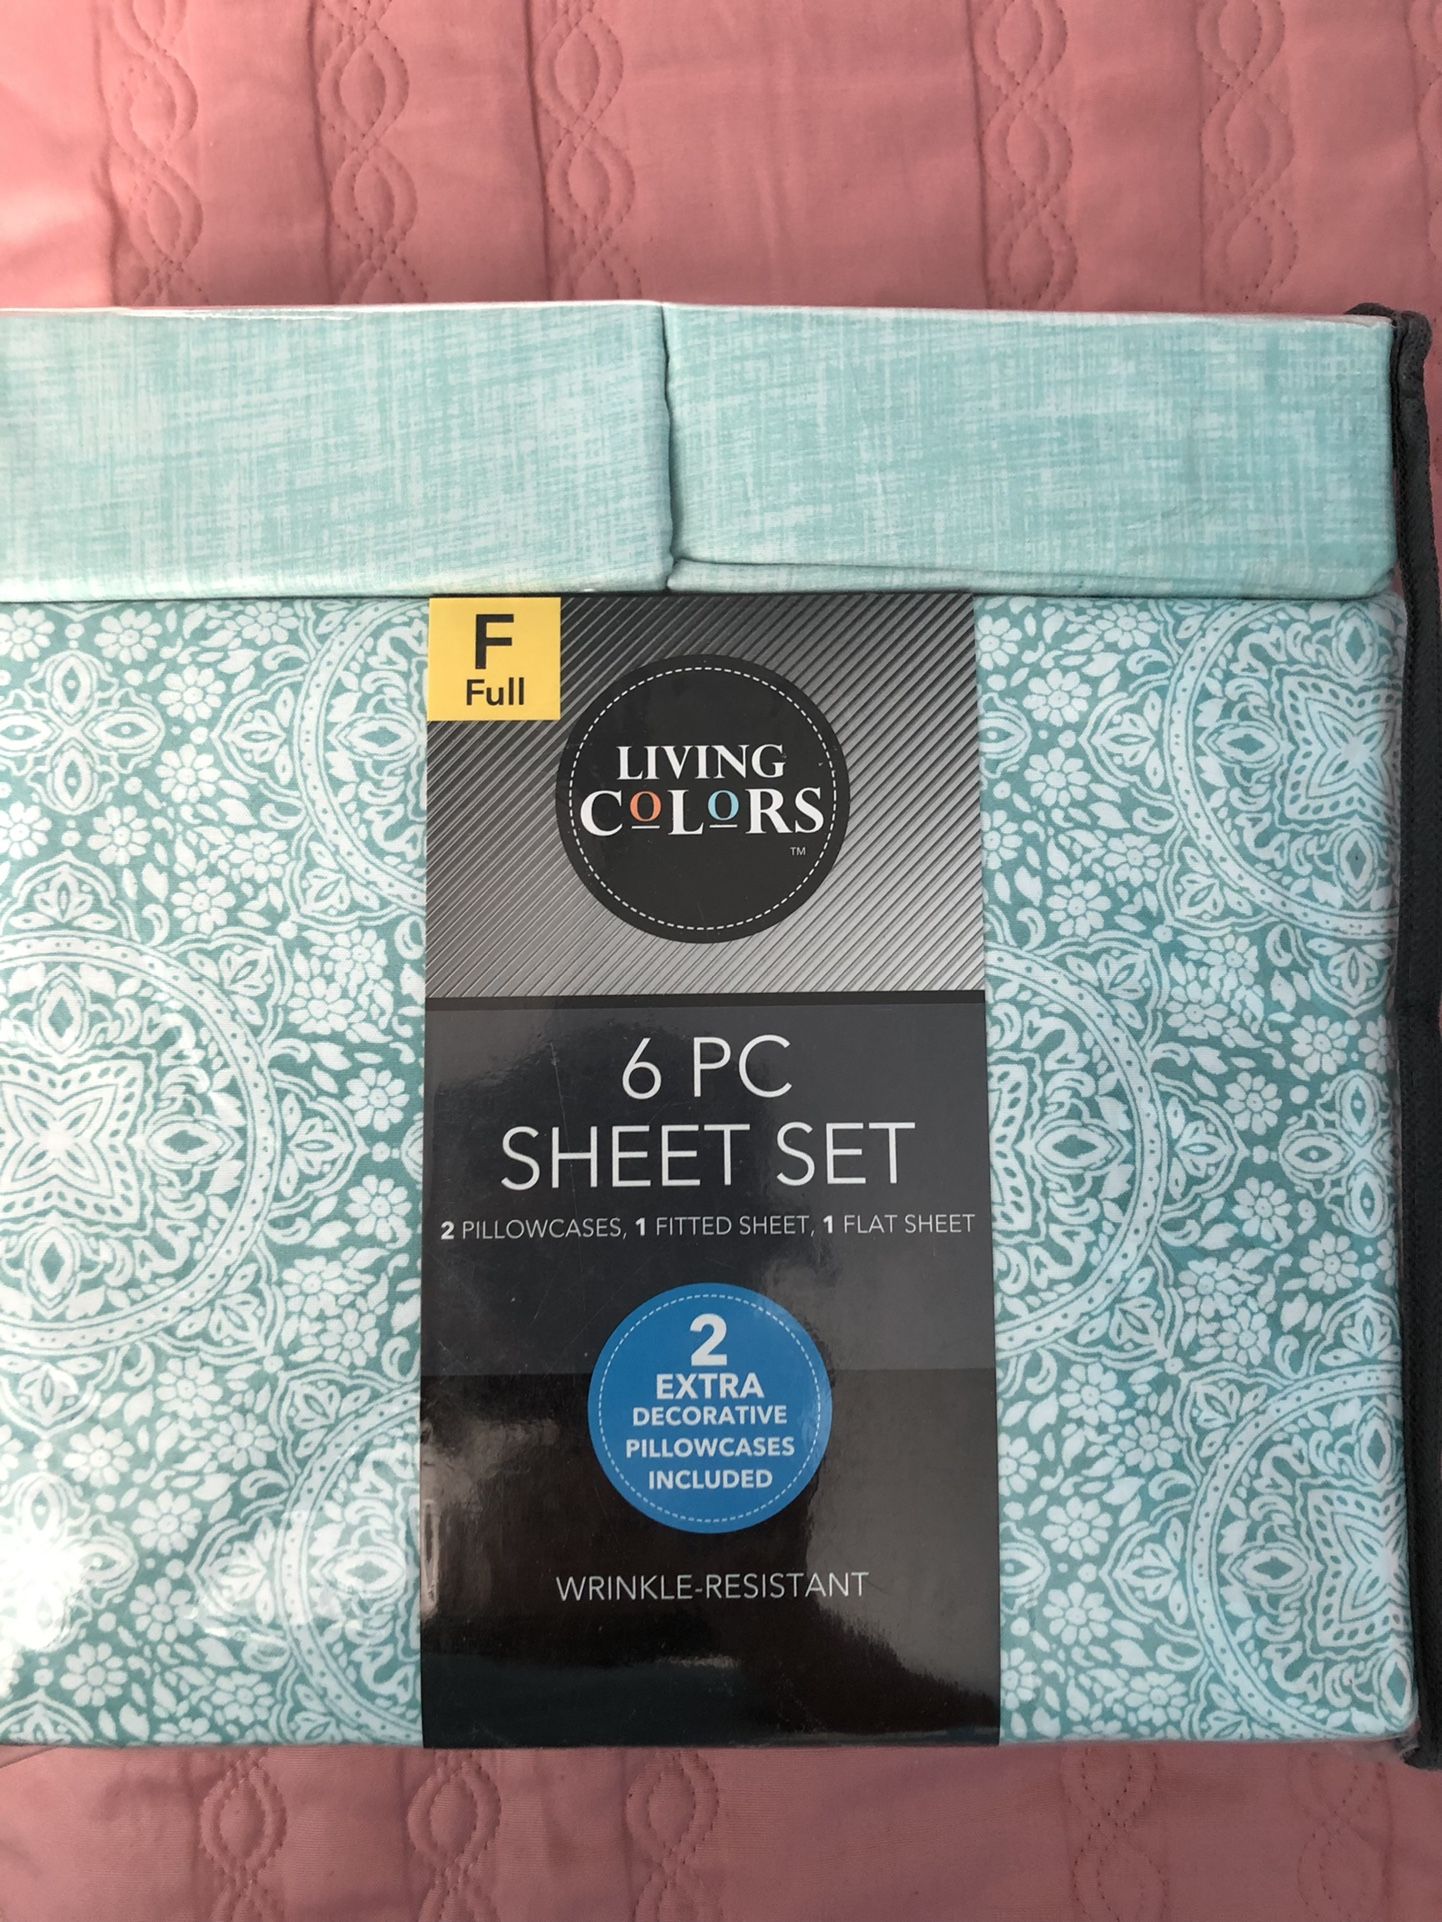 F
Full
LIVING
COLORS
TM
6 PC
SHEET SET
2 PILLOWCASES, 1 FITTED SHEET, 1 FLAT SHEET
2
EXTRA
DECORATIVE
PILLOWCASES
INCLUDED
WRINKLE-RESISTANT